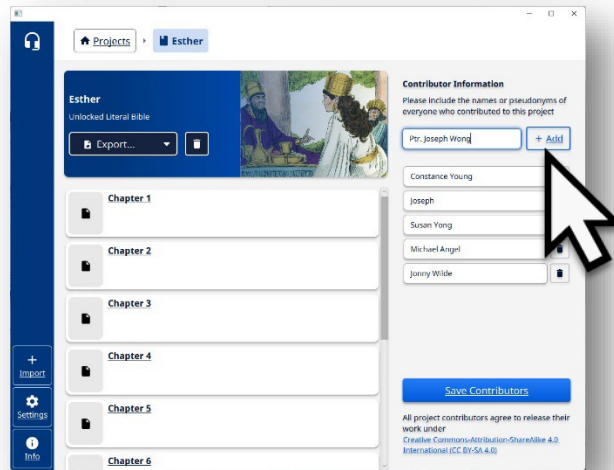 Projects
Esther
Esther
Unlocked Literal Bible
Export...
Chapter 1
Chapter 2
Chapter 3
Chapter 4
Chapter 5
Chapter 6
Import
Settings
Info
Contributor Information
Please include the names or pseudonyms of
everyone who contributed to this project
Ptr. Joseph Wong
+ Add
Constance Young
Joseph
Susan Yong
Michael Angel
Jonny Wilde
Save Contributors
All project contributors agree to release their
work under
Creative Commons-Attribution-ShareAlike 4.0
International (CC BY-SA 4.0)